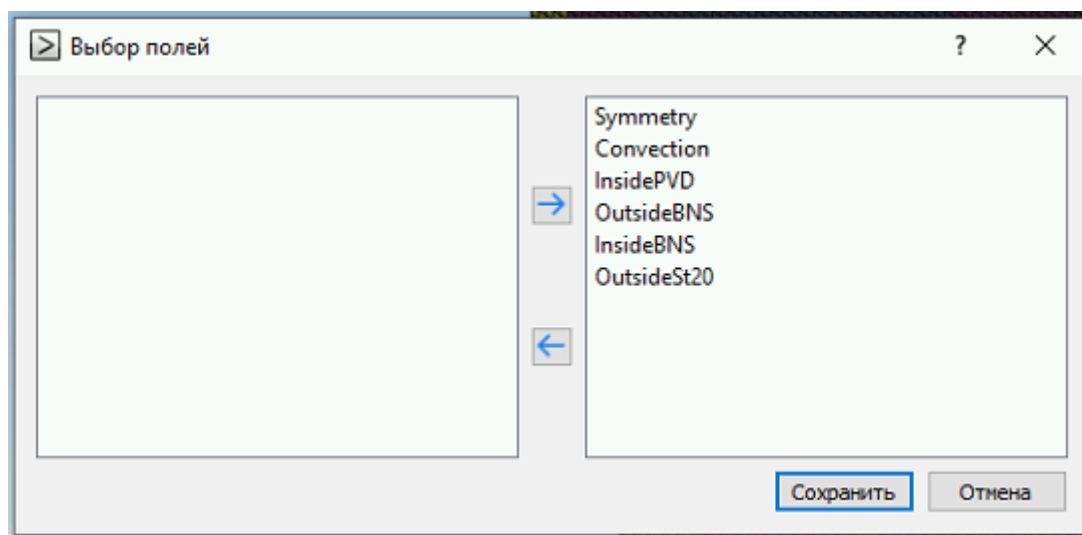 Выбор полей
?
Symmetry
Convection
InsidePVD
OutsideBNS
InsideBNS
OutsideSt20
Сохранить
Отмена